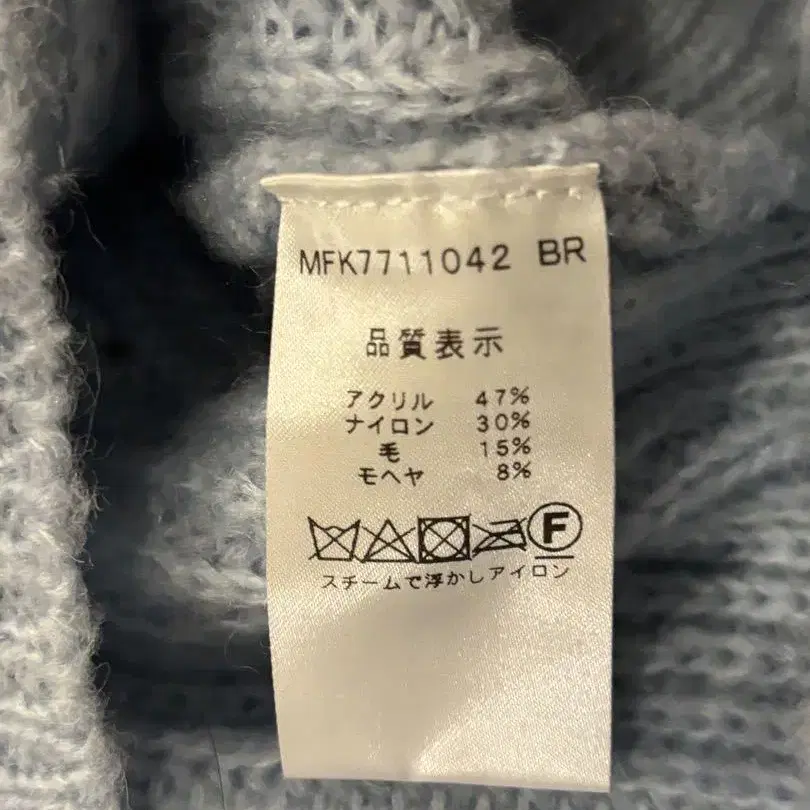 MFK7711042 BR
品質表示
アクリル 47%
ナイロン 30%
毛 15%
モヘヤ 8%
F
スチームで浮かしアイロン